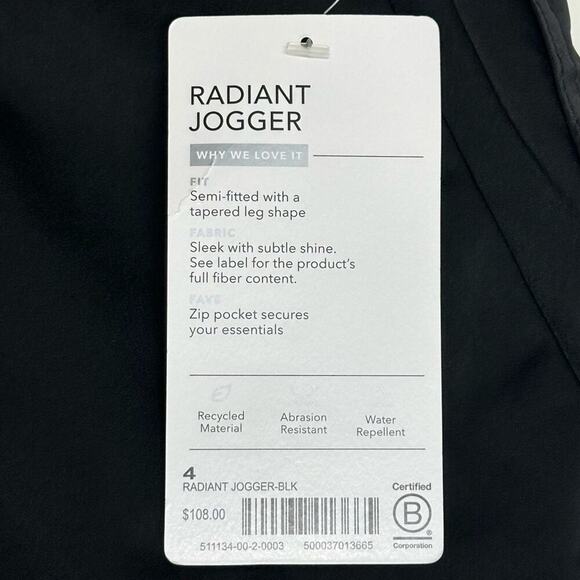 RADIANT
JOGGER
WHY WE LOVE IT
FIT
Semi-fitted with a
tapered leg shape
FABRIC
Sleek with subtle shine.
See label for the product's
full fiber content.
FAVE
Zip pocket secures
your essentials
Recycled
Material
Abrasion
Resistant
Water
Repellent
4
RADIANT JOGGER-BLK
$108.00
511134-00-2-0003 500037013665
Certified
B
®
Corporation